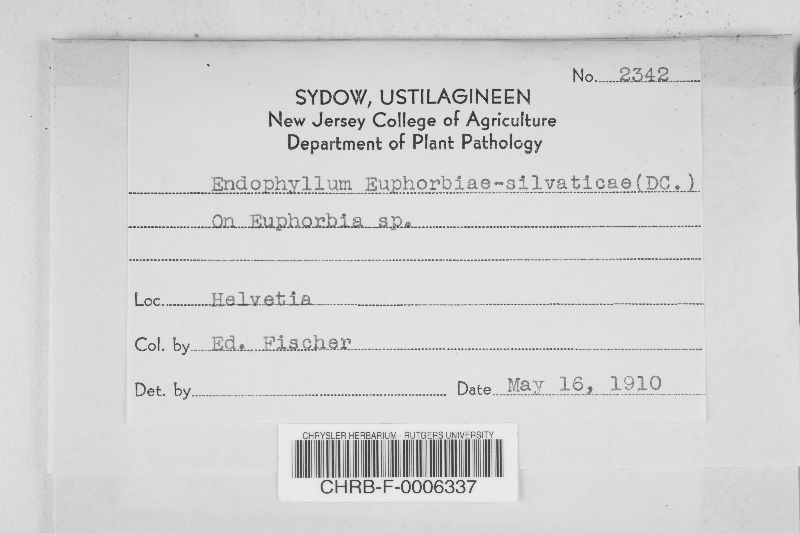 No. 2342
SYDOW, USTILAGINEEN
New Jersey College of Agriculture
Department of Plant Pathology
Endophyllum Euphorbiae-silvaticae(DC.)
On Euphorbia sp.
Loc. Helvetia
Col. by Ed. Fischer
Det. by Date May 16, 1910
CHRYSLER HERBARIUM - RUTGERS UNIVERSITY
CHRB-F-0006337